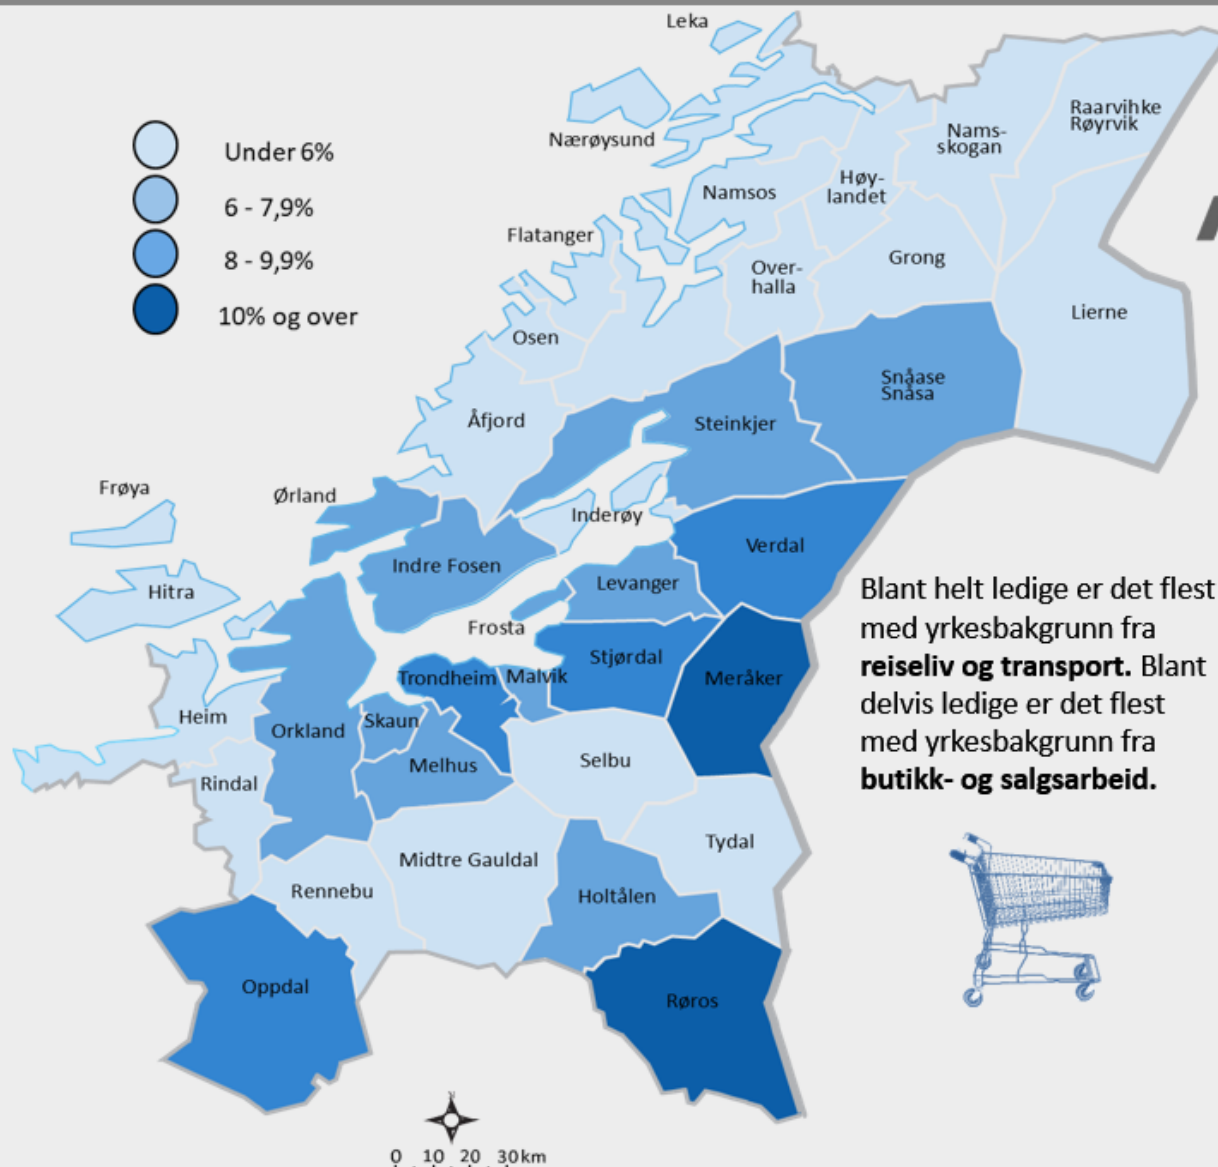 Leka
Nærøysund
Raarvihke
Røyrvik
Nams-
skogan
Under 6%
6 - 7,9%
8 - 9,9%
10% og over
Namsos
Høy-
landet
Flatanger
Over-
halla
Grong
Lierne
Osen
Snåase
Snåsa
Åfjord
Steinkjer
Frøya
Ørland
Inderøy
Verdal
Indre Fosen
Levanger
Hitra
Frosta
Stjørdal
Trondheim
Malvik
Meråker
Heim
Orkland
Skaun
Melhus
Selbu
Rindal
Tydal
Midtre Gauldal
Rennebu
Holtålen
Oppdal
Røros
Blant helt ledige er det flest
med yrkesbakgrunn fra
reiseliv og transport. Blant
delvis ledige er det flest
med yrkesbakgrunn fra
butikk- og salgsarbeid.
N
0 10 20 30km